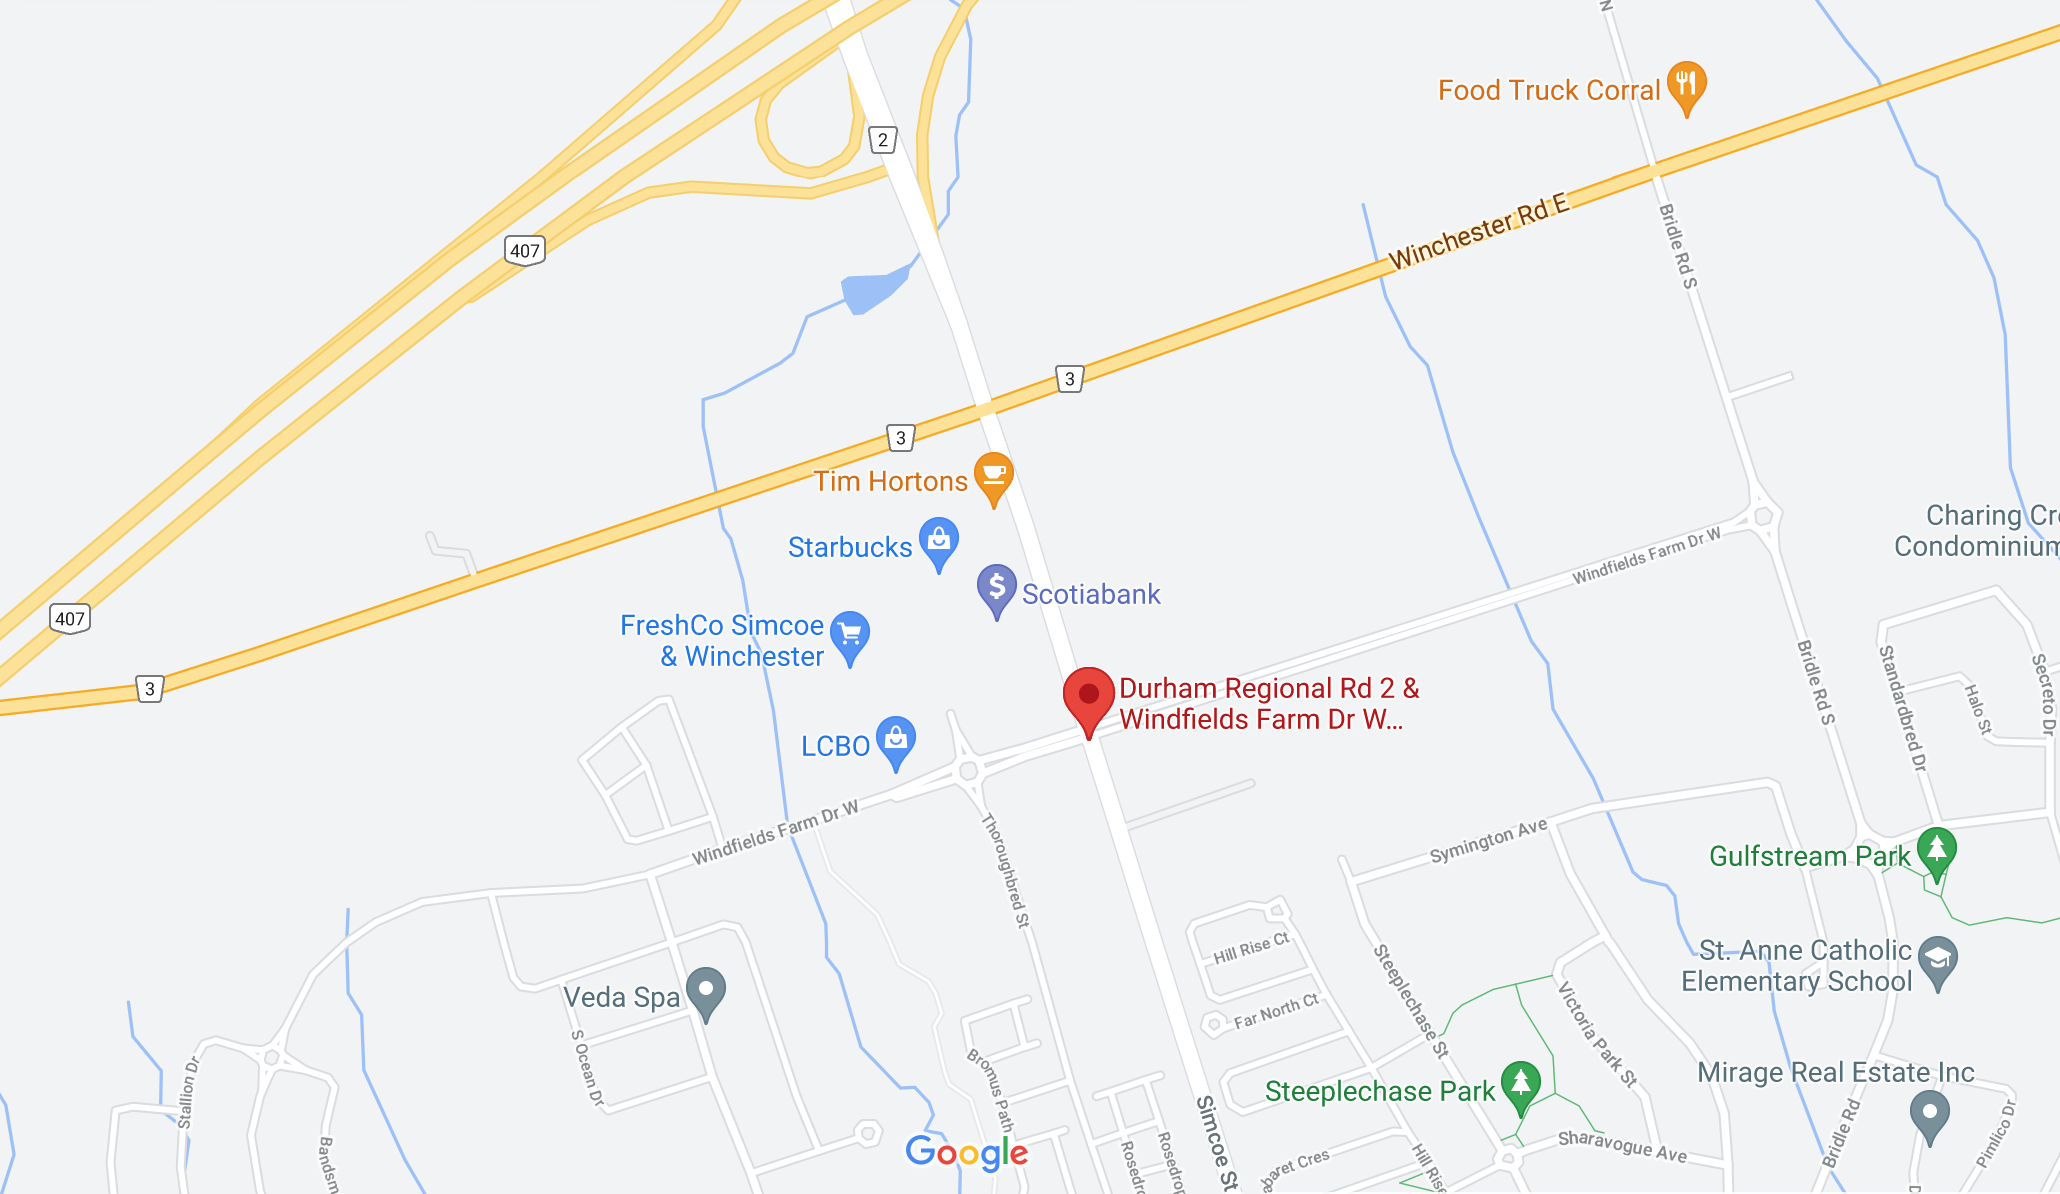 N
Food Truck Corral
2
Winchester Rd E
Bridle Rd S
407
3
3
Tim Hortons
Starbucks
Scotiabank
Charing Cr
Condominium
Windfields Farm Dr W
407
FreshCo Simcoe
& Winchester
3
Durham Regional Rd 2 &
Windfields Farm Dr W...
Bridle Rd S
Standardbred Dr
Halo St
Secreto Dr
LCBO
Windfields Farm Dr W
Thoroughbred St
Symington Ave
Gulfstream Park
Hill Rise Ct
Steeplechase St
St. Anne Catholic
Elementary School
Veda Spa
Far North Ct
Victoria Park St
S Ocean Dr
Stallion Dr
Bromus Path
Steeplechase Park
Mirage Real Estate Inc
Simcoe St
Bandsm
Google
Rosedro
Rosedrop
baret Cres
Hill Rise
Sharavogue Ave
Bridle Rd
Pimlico Dr
D